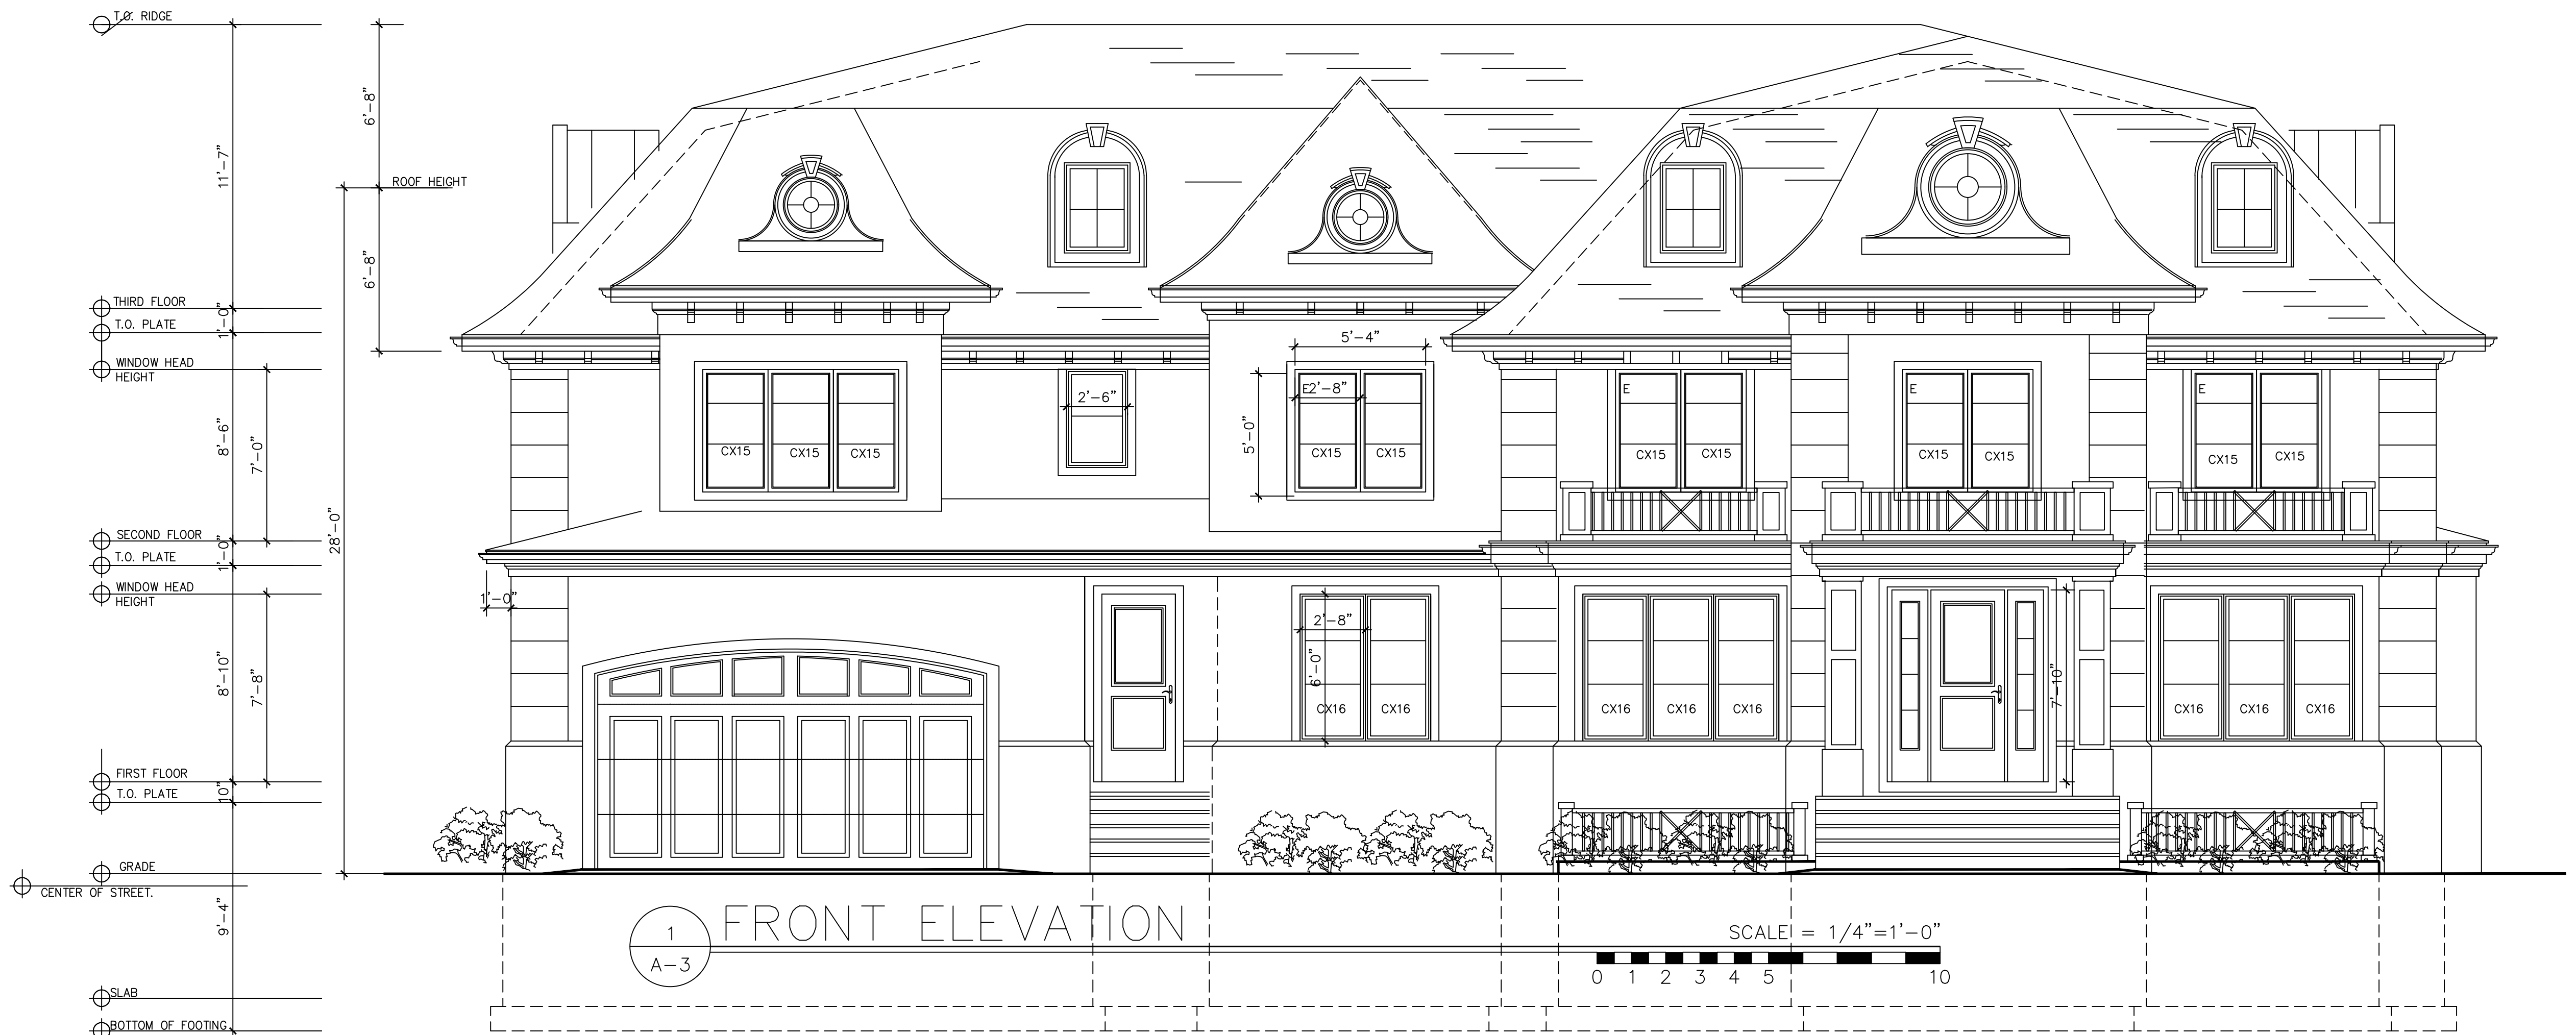 T.O. RIDGE
6'-8"
11'-7"
ROOF HEIGHT
6'-8"
THIRD FLOOR
1'-0"
T.O. PLATE
WINDOW HEAD
HEIGHT
8'-6"
7'-0"
28'-0"
SECOND FLOOR
1'-0"
T.O. PLATE
WINDOW HEAD
HEIGHT
1'-0"
8'-10"
7'-8"
FIRST FLOOR
10"
T.O. PLATE
GRADE
CENTER OF STREET.
9'-4"
SLAB
BOTTOM OF FOOTING
CX15 CX15 CX15
2'-6"
5'-4"
E2'-8"
5'-0"
CX15 CX15
E
CX15 CX15
E
CX15 CX15
E
CX15 CX15
2'-8"
6'-0"
CX16 CX16
CX16 CX16 CX16
7'-10"
CX16 CX16 CX16
1
A-3
FRONT ELEVATION
SCALE = 1/4"=1'-0"
0 1 2 3 4 5 10